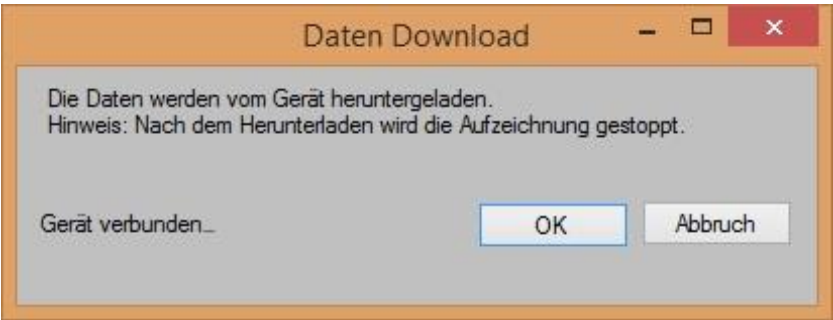 Daten Download
Die Daten werden vom Gerät heruntergeladen.
Hinweis: Nach dem Herunterladen wird die Aufzeichnung gestoppt.
Gerät verbunden...
OK
Abbruch